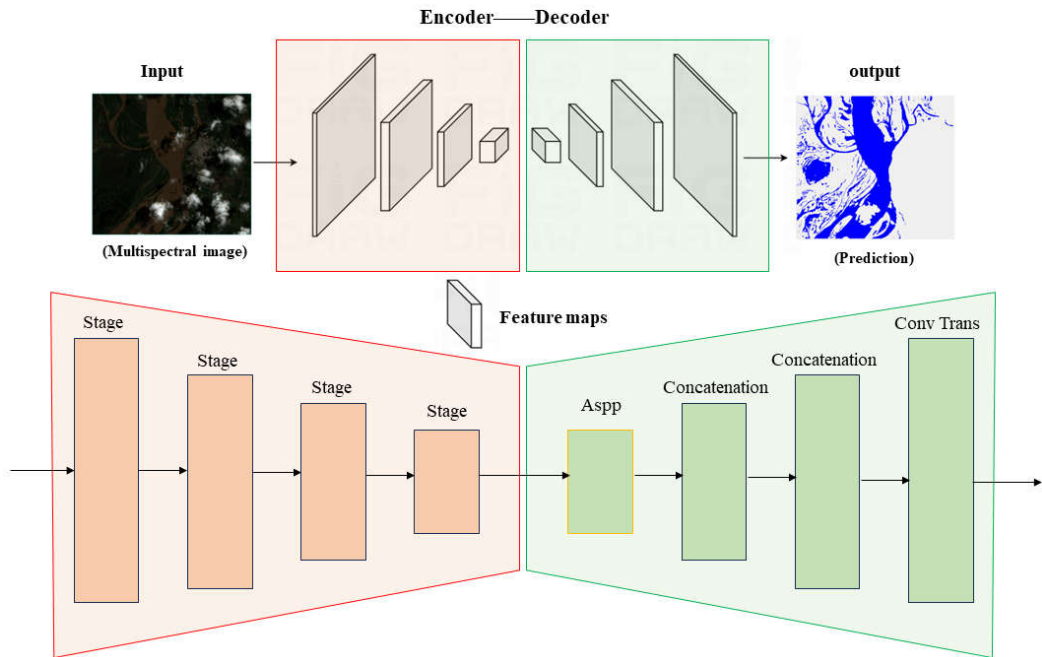 Encoder——Decoder
Input
output
(Multispectral image)
(Prediction)
Feature maps
Stage
Stage
Stage
Stage
Aspp
Concatenation
Concatenation
Conv Trans